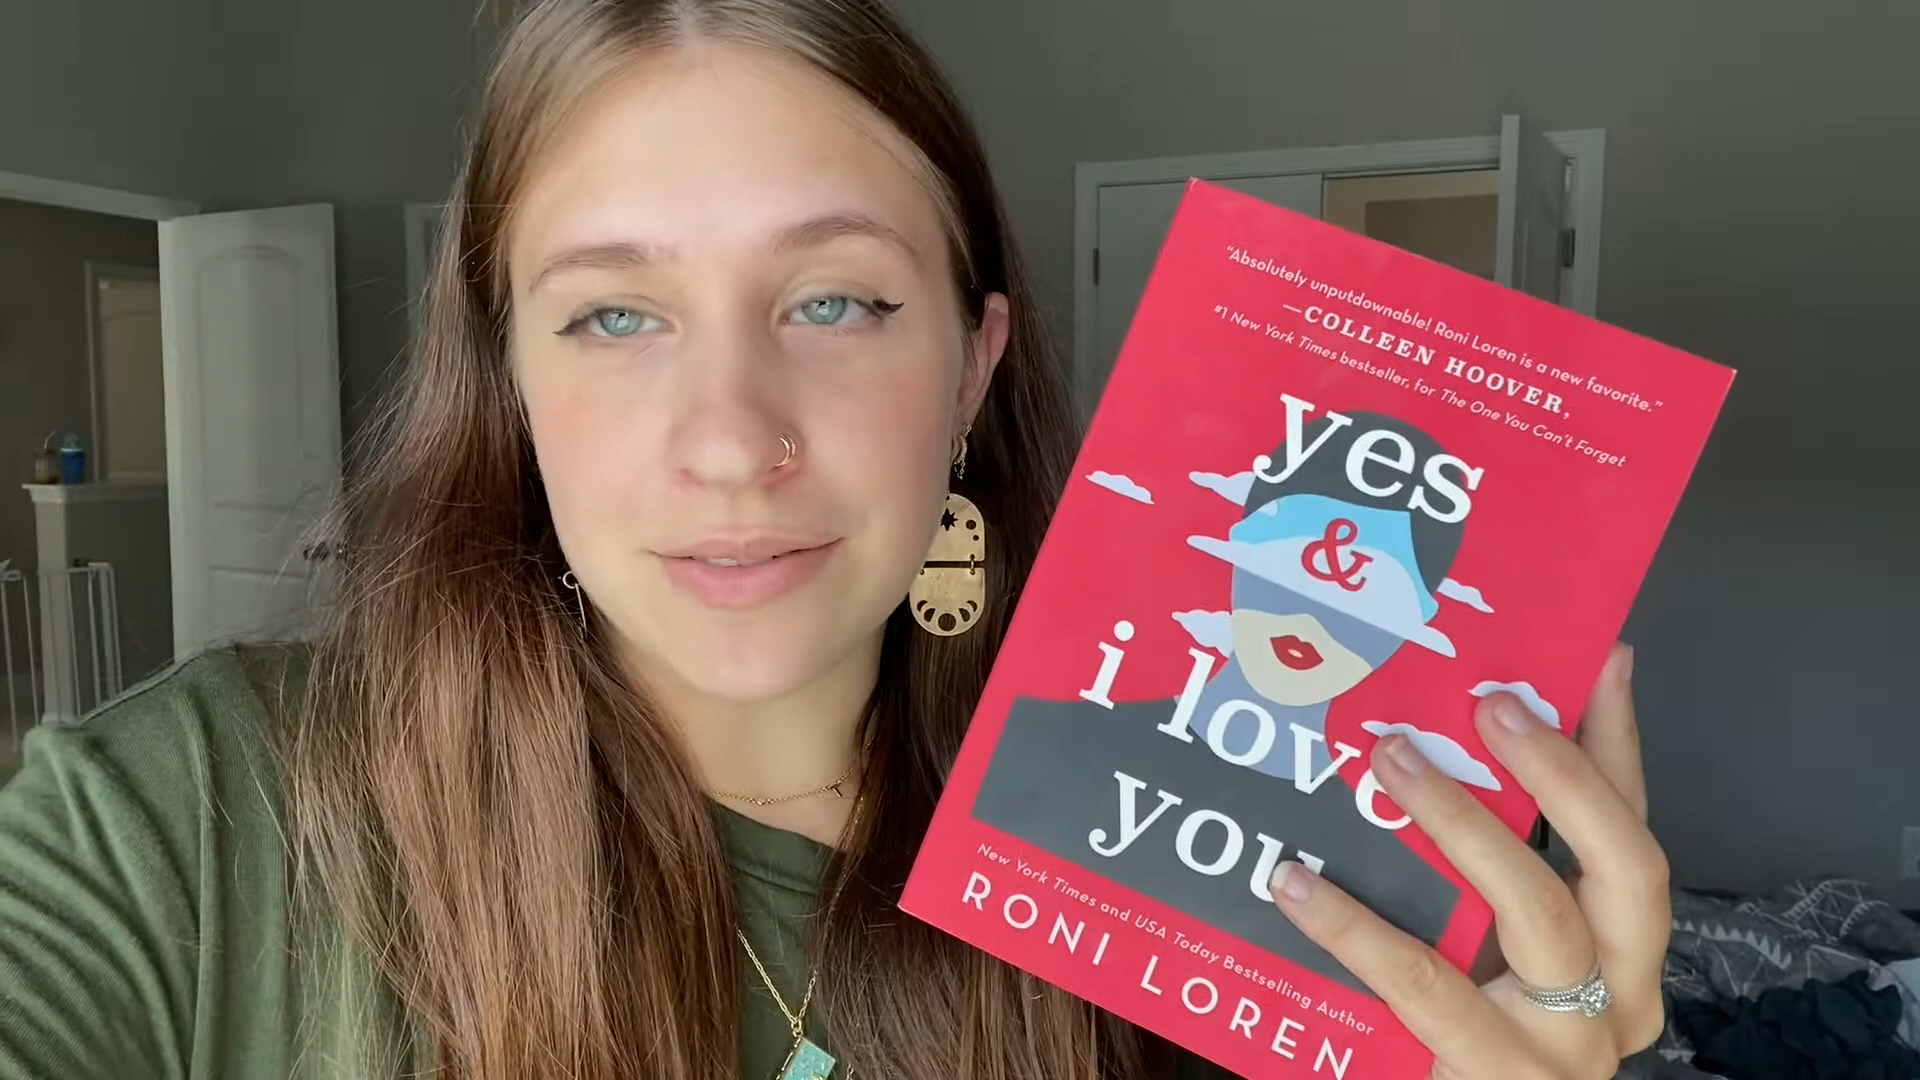 “Absolutely unputdownable! Roni Loren is a new favorite.”
—COLLEEN HOOVER,
#1 New York Times bestseller, for The One You Can't Forget
yes
&
i love
you
New York Times and USA Today Bestselling Author
RONI LOREN